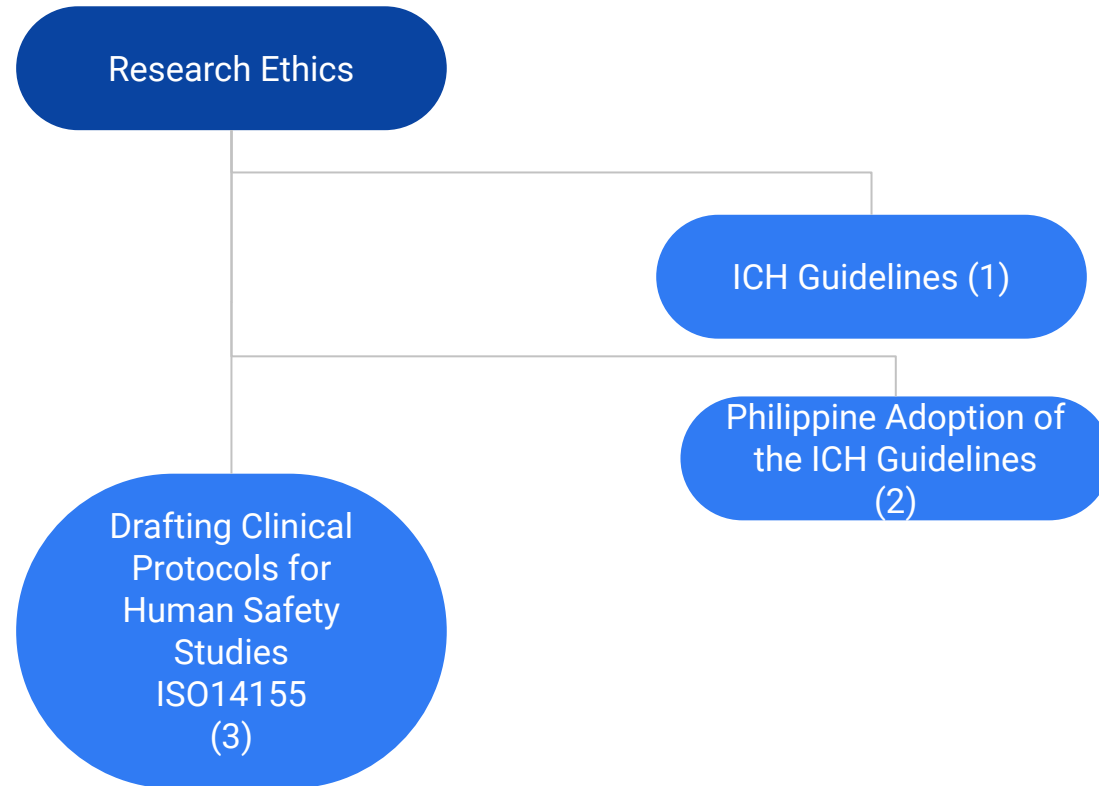 Research Ethics
ICH Guidelines (1)
Philippine Adoption of
the ICH Guidelines
(2)
Drafting Clinical
Protocols for
Human Safety
Studies
ISO14155
(3)